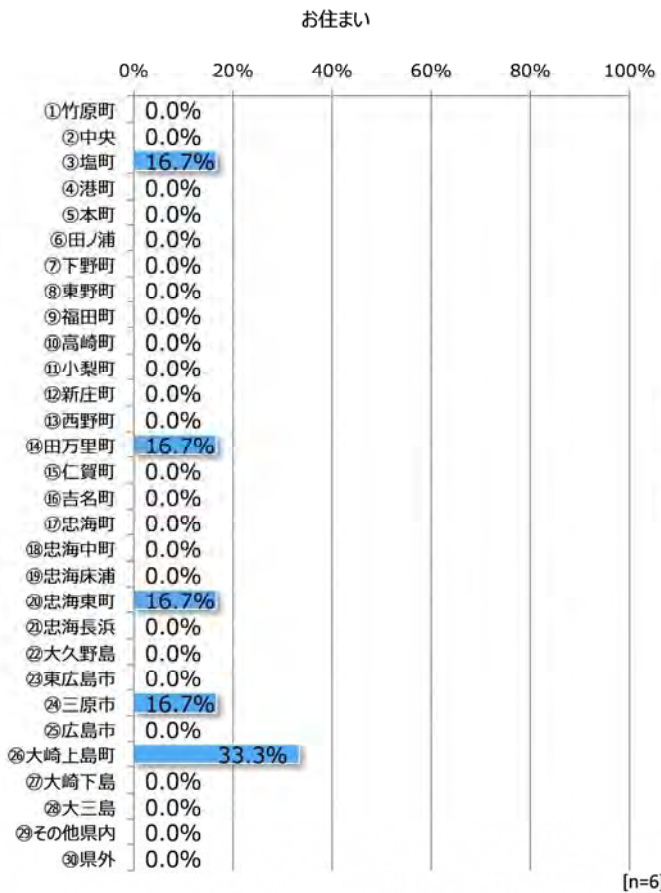 お住まい
0% 20% 40% 60% 80% 100%
①竹原町 0.0%
②中央 0.0%
③塩町 16.7%
④港町 0.0%
⑤本町 0.0%
⑥田ノ浦 0.0%
⑦下野町 0.0%
⑧東野町 0.0%
⑨福田町 0.0%
⑩高崎町 0.0%
⑪小梨町 0.0%
⑫新庄町 0.0%
⑬西野町 0.0%
⑭田万里町 16.7%
⑮仁賀町 0.0%
⑯吉名町 0.0%
⑰忠海町 0.0%
⑱忠海中町 0.0%
⑲忠海床浦 0.0%
⑳忠海東町 16.7%
㉑忠海長浜 0.0%
㉒大久野島 0.0%
㉓東広島市 0.0%
㉔三原市 16.7%
㉕広島市 0.0%
㉖大崎上島町 33.3%
㉗大崎下島 0.0%
㉘大三島 0.0%
㉙その他県内 0.0%
㉚県外 0.0%
[n=6]